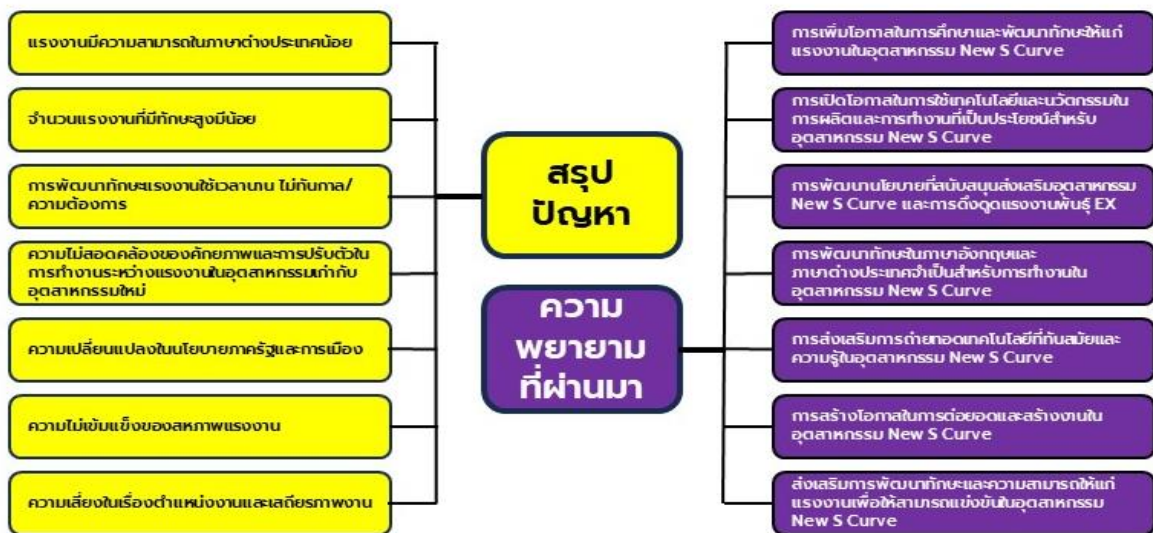 แรงงานมีความสามารถในภาษาต่างประเทศน้อย
จำนวนแรงงานที่มีทักษะสูงมีน้อย
การพัฒนาทักษะแรงงานใช้เวลานาน ไม่ทันกาล/
ความต้องการ
ความไม่สอดคล้องของศักยภาพและการปรับตัวใน
การทำงานระหว่างแรงงานในอุตสาหกรรมเก่ากับ
อุตสาหกรรมใหม่
ความเปลี่ยนแปลงในนโยบายภาครัฐและการเมือง
ความไม่เข้มแข็งของสหภาพแรงงาน
ความเสี่ยงในเรื่องตำแหน่งงานและเสถียรภาพงาน
สรุป
ปัญหา
ความ
พยายาม
ที่ผ่านมา
การเพิ่มโอกาสในการศึกษาและพัฒนาทักษะให้แก่
แรงงานในอุตสาหกรรม New S Curve
การเปิดโอกาสในการใช้เทคโนโลยีและนวัตกรรมใน
การผลิตและการทำงานที่เป็นประโยชน์สำหรับ
อุตสาหกรรม New S Curve
การพัฒนานโยบายที่สนับสนุนส่งเสริมอุตสาหกรรม
New S Curve และการดึงดูดแรงงานพันธุ์ EX
การพัฒนาทักษะในภาษาอังกฤษและ
ภาษาต่างประเทศจำเป็นสำหรับการทำงานใน
อุตสาหกรรม New S Curve
การส่งเสริมการถ่ายทอดเทคโนโลยีที่ทันสมัยและ
ความรู้ในอุตสาหกรรม New S Curve
การสร้างโอกาสในการต่อยอดและสร้างงานใน
อุตสาหกรรม New S Curve
ส่งเสริมการพัฒนาทักษะและความสามารถให้แก่
แรงงานเพื่อให้สามารถแข่งขันในอุตสาหกรรม
New S Curve